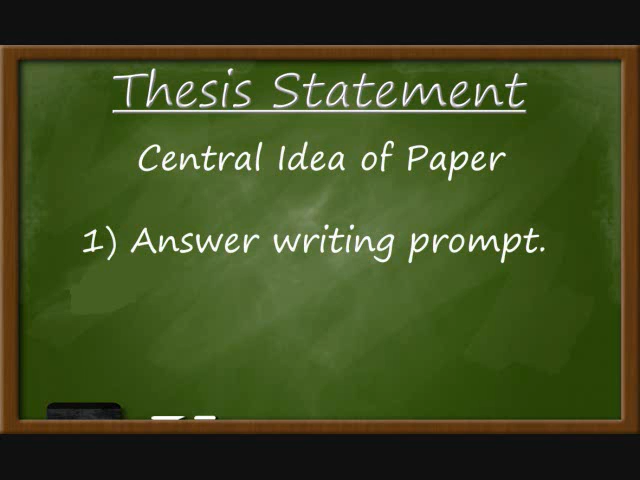 Thesis Statement
Central Idea of Paper
1) Answer writing prompt.